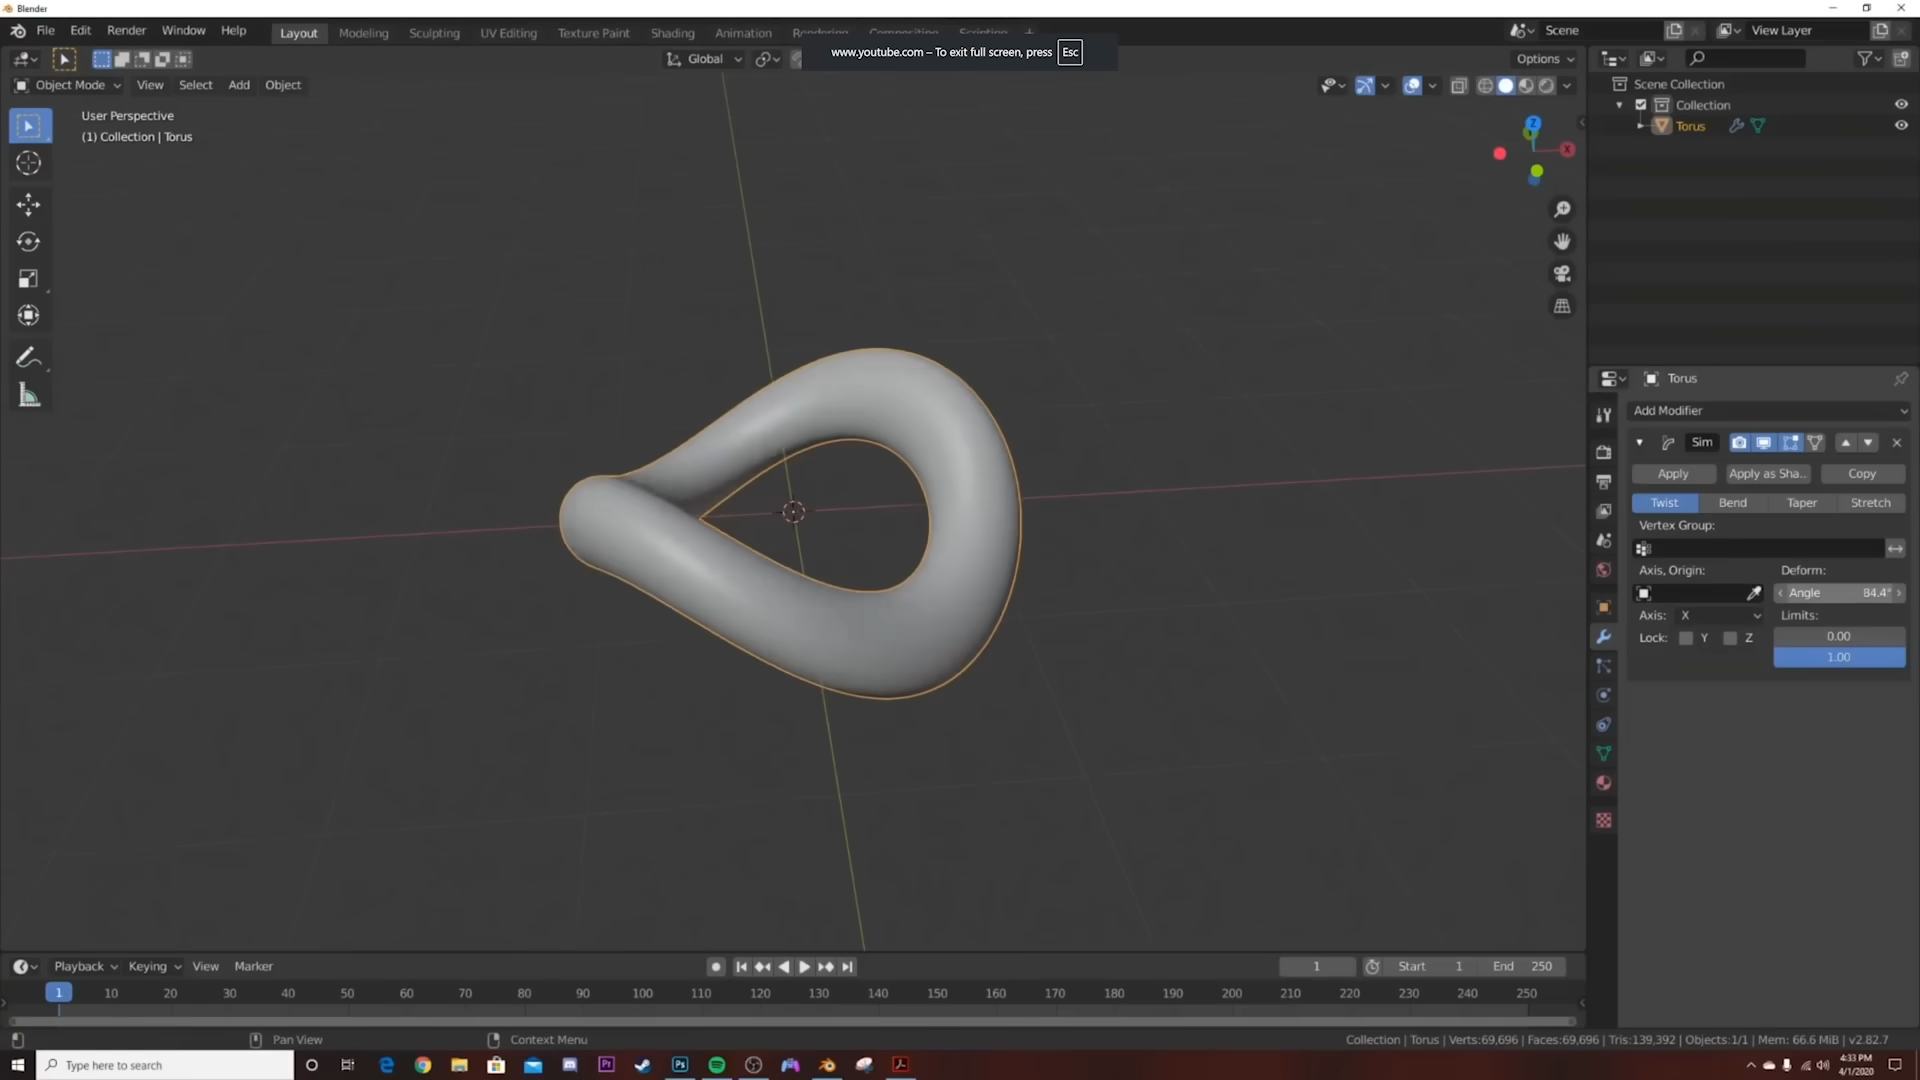 Blender
File Edit Render Window Help Layout Modeling Sculpting UV Editing Texture Paint Shading Animation
Scene View Layer
www.youtube.com – To exit full screen, press Esc
Global Options
Object Mode View Select Add Object
User Perspective
(1) Collection | Torus
Z
X
Scene Collection
Collection
Torus
Torus
Add Modifier
Sim
Apply Apply as Sha.. Copy
Twist Bend Taper Stretch
Vertex Group:
Axis, Origin: Deform:
Angle 84.4°
Axis: X Limits:
Lock: Y Z 0.00
1.00
Playback Keying View Marker 1 Start 1 End 250
1 10 20 30 40 50 60 70 80 90 100 110 120 130 140 150 160 170 180 190 200 210 220 230 240 250
Pan View Context Menu Collection | Torus | Verts:69,696 | Faces:69,696 | Tris:139,392 | Objects:1/1 | Mem: 66.6 MiB | v2.82.7
Type here to search
Pr
Ps
4:33 PM
4/1/2020